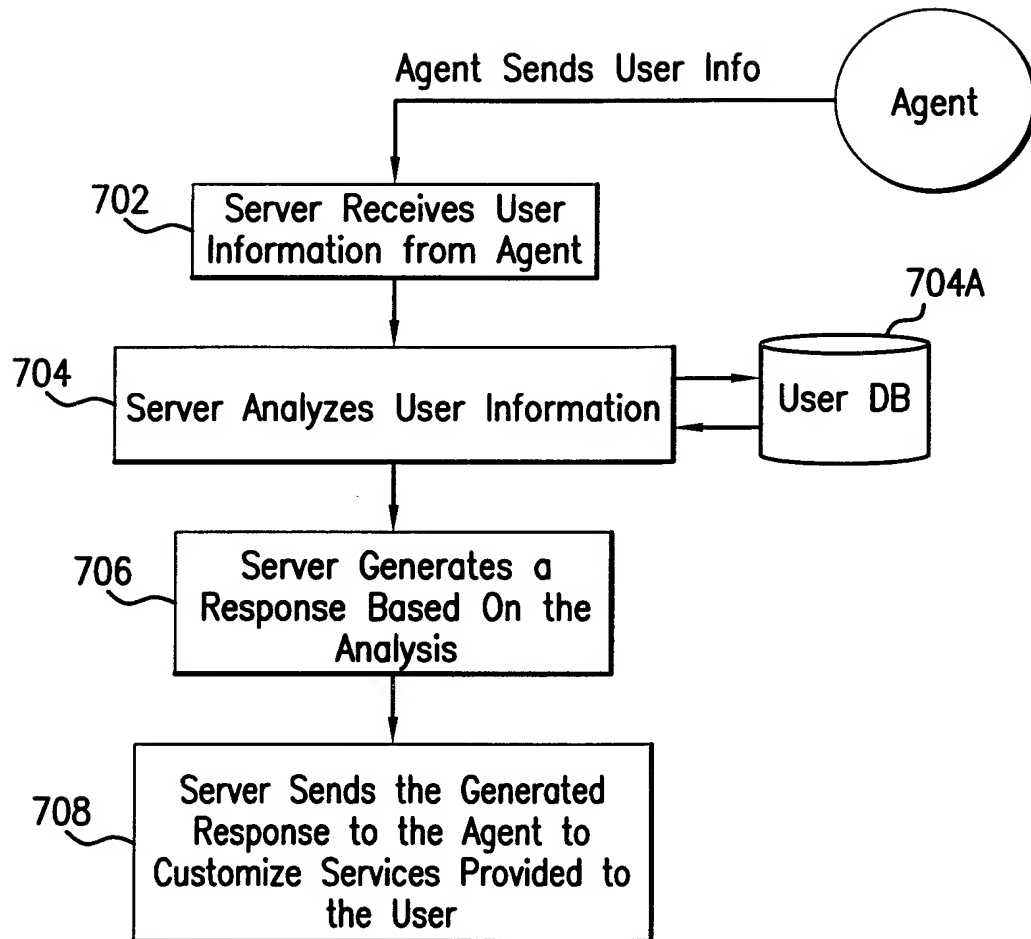 Agent Sends User Info
Agent
702
Server Receives User
Information from Agent
704A
704
Server Analyzes User Information
User DB
706
Server Generates a
Response Based On the
Analysis
708
Server Sends the Generated
Response to the Agent to
Customize Services Provided to
the User